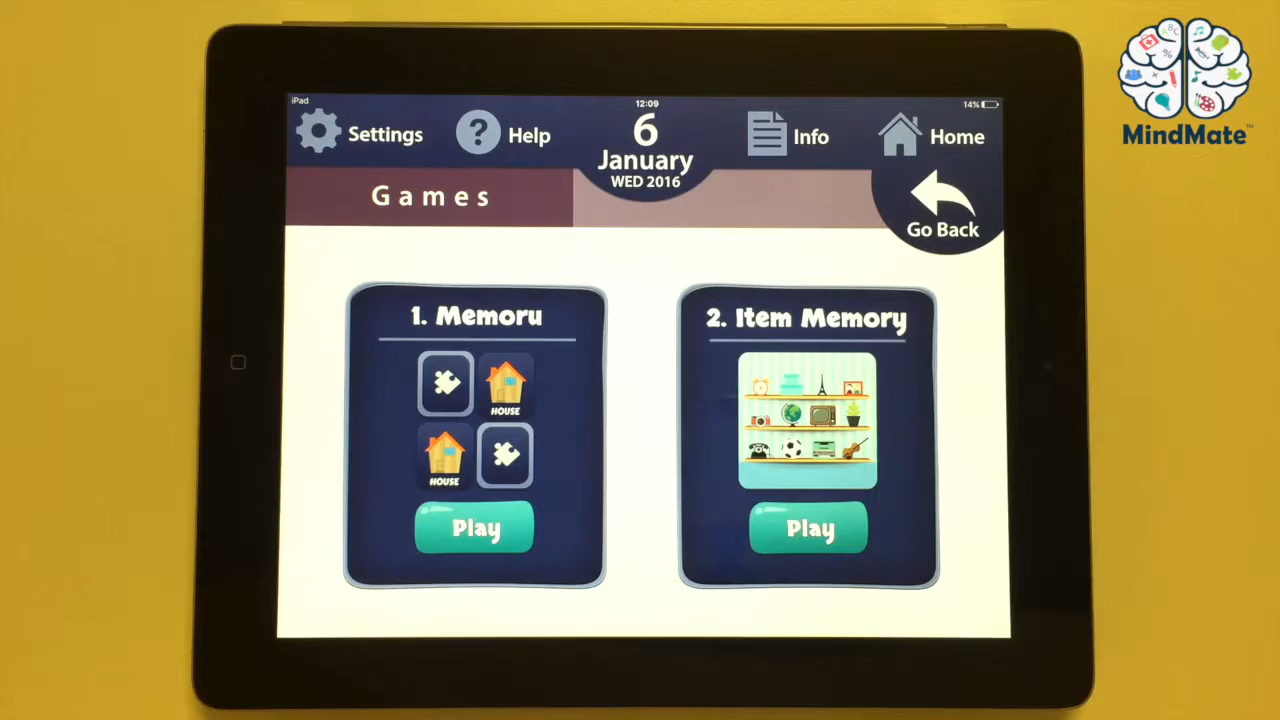 iPad
12:09
14%
Settings
Help
6
January
WED 2016
Info
Home
Games
Go Back
1. Memoru
HOUSE
HOUSE
Play
2. Item Memory
Play
MindMate™